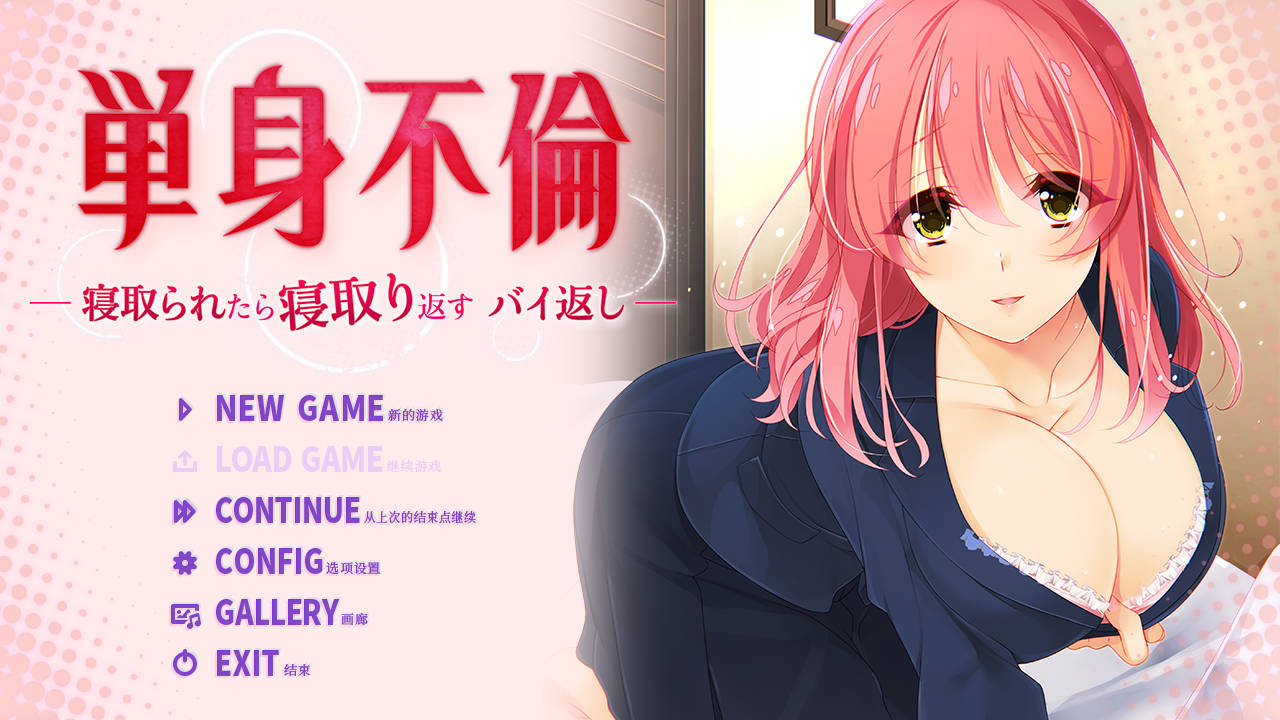 単身不倫
寝取られたら寝取り返す バイ返し
NEW GAME 新的游戏
LOAD GAME 继续游戏
CONTINUE 从上次的结束点继续
CONFIG 选项设置
GALLERY 画廊
EXIT 结束